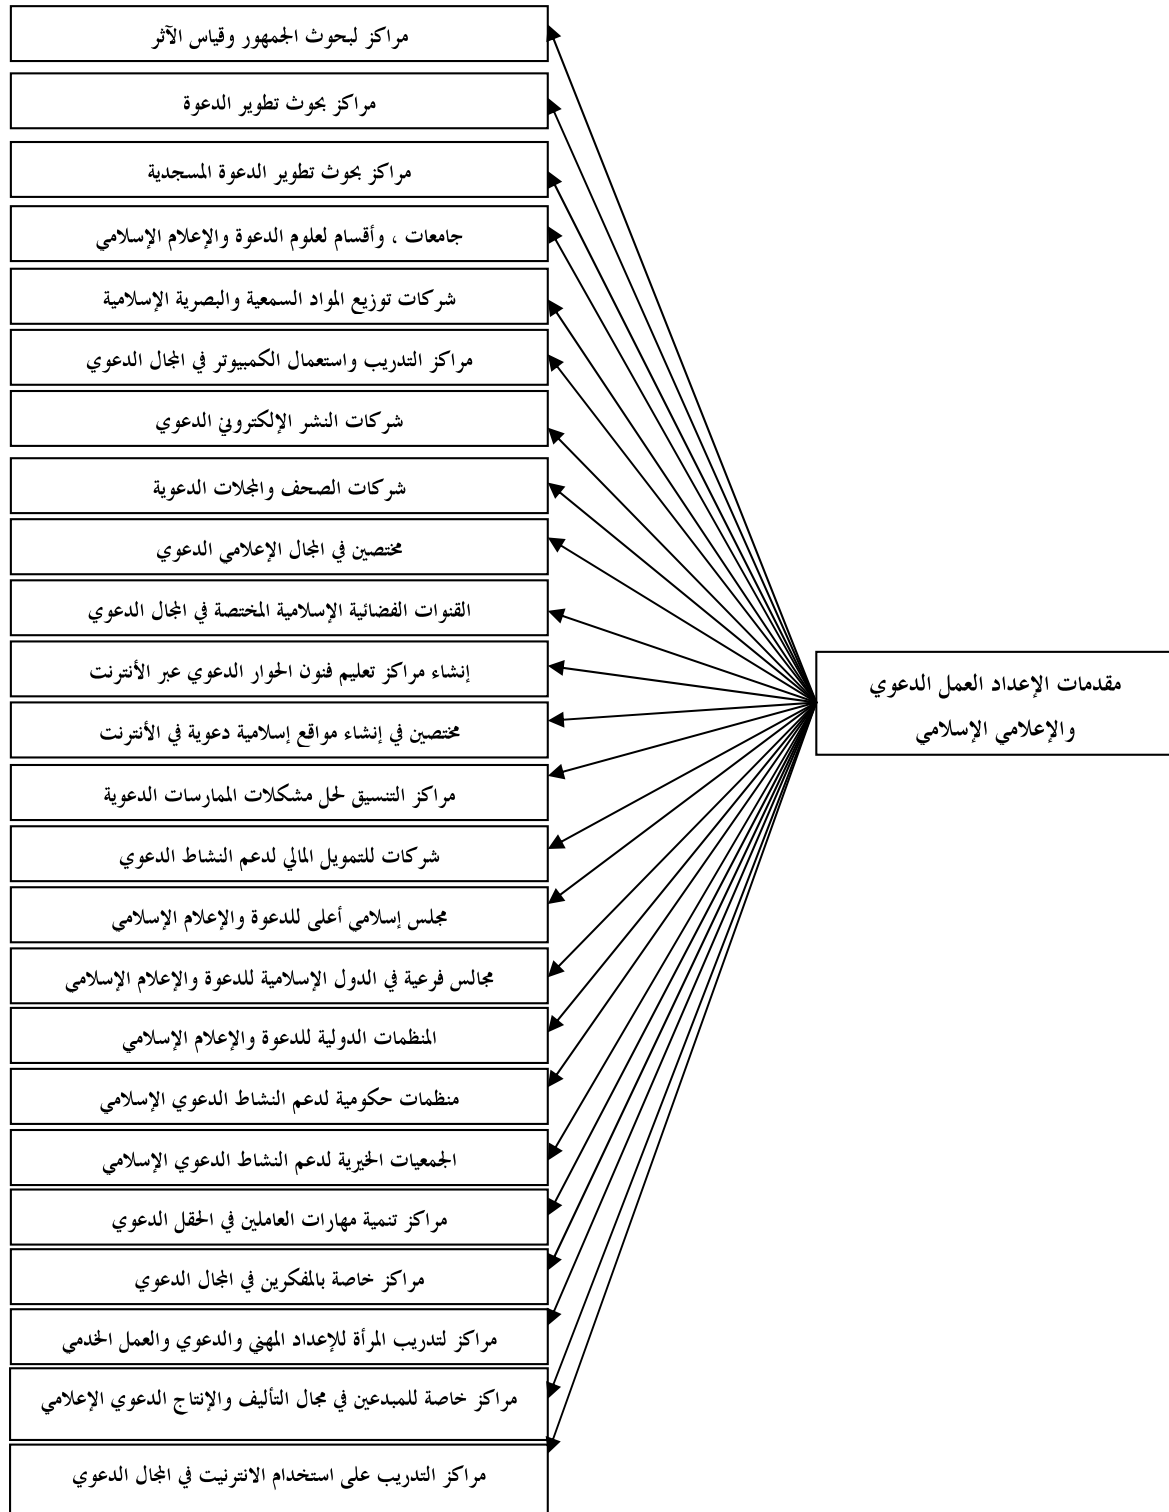 مقدمات الإعداد العمل الدعوي
والإعلامي الإسلامي
مراكز لبحوث الجمهور وقياس الآثر
مراكز بحوث تطوير الدعوة
مراكز بحوث تطوير الدعوة المسجدية
جامعات ، وأقسام لعلوم الدعوة والإعلام الإسلامي
شركات توزيع المواد السمعية والبصرية الإسلامية
مراكز التدريب واستعمال الكمبيوتر في المجال الدعوي
شركات النشر الإلكتروني الدعوي
شركات الصحف والمجلات الدعوية
مختصين في المجال الإعلامي الدعوي
القنوات الفضائية الإسلامية المختصة في المجال الدعوي
إنشاء مراكز تعليم فنون الحوار الدعوي عبر الأنترنت
مختصين في إنشاء مواقع إسلامية دعوية في الأنترنت
مراكز التنسيق لحل مشكلات الممارسات الدعوية
شركات للتمويل المالي لدعم النشاط الدعوي
مجلس إسلامي أعلى للدعوة والإعلام الإسلامي
مجالس فرعية في الدول الإسلامية للدعوة والإعلام الإسلامي
المنظمات الدولية للدعوة والإعلام الإسلامي
منظمات حكومية لدعم النشاط الدعوي الإسلامي
الجمعيات الخيرية لدعم النشاط الدعوي الإسلامي
مراكز تنمية مهارات العاملين في الحقل الدعوي
مراكز خاصة بالمفكرين في المجال الدعوي
مراكز لتدريب المرأة للإعداد المهني والدعوي والعمل الخدمي
مراكز خاصة للمبدعين في مجال التأليف والإنتاج الدعوي الإعلامي
مراكز التدريب على استخدام الانترنيت في المجال الدعوي